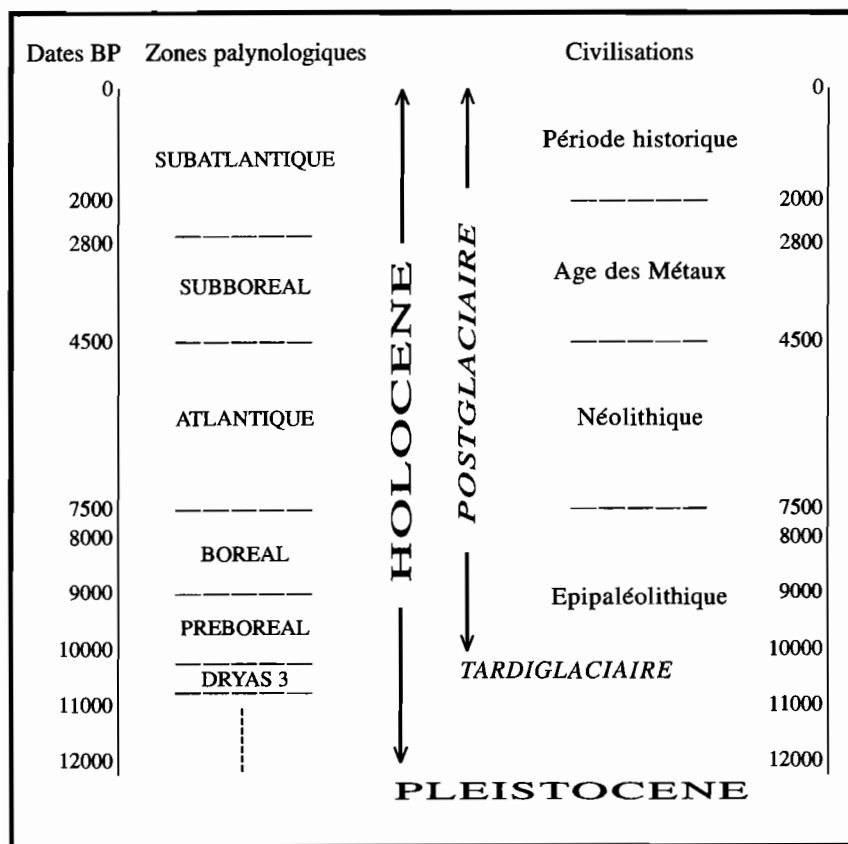 Dates BP Zones palynologiques Civilisations
0 0
Période historique
SUBATLANTIQUE
2000 2000
2800 2800
Age des Métaux
SUBBOREAL
4500 4500
HOLOCENE
POSTGLACIAIRE
ATLANTIQUE Néolithique
7500 7500
8000 8000
BOREAL
9000 9000
Epipaléolithique
PREBOREAL
10000 10000
TARDIGLACIAIRE
DRYAS 3
11000 11000
12000 12000
PLEISTOCENE